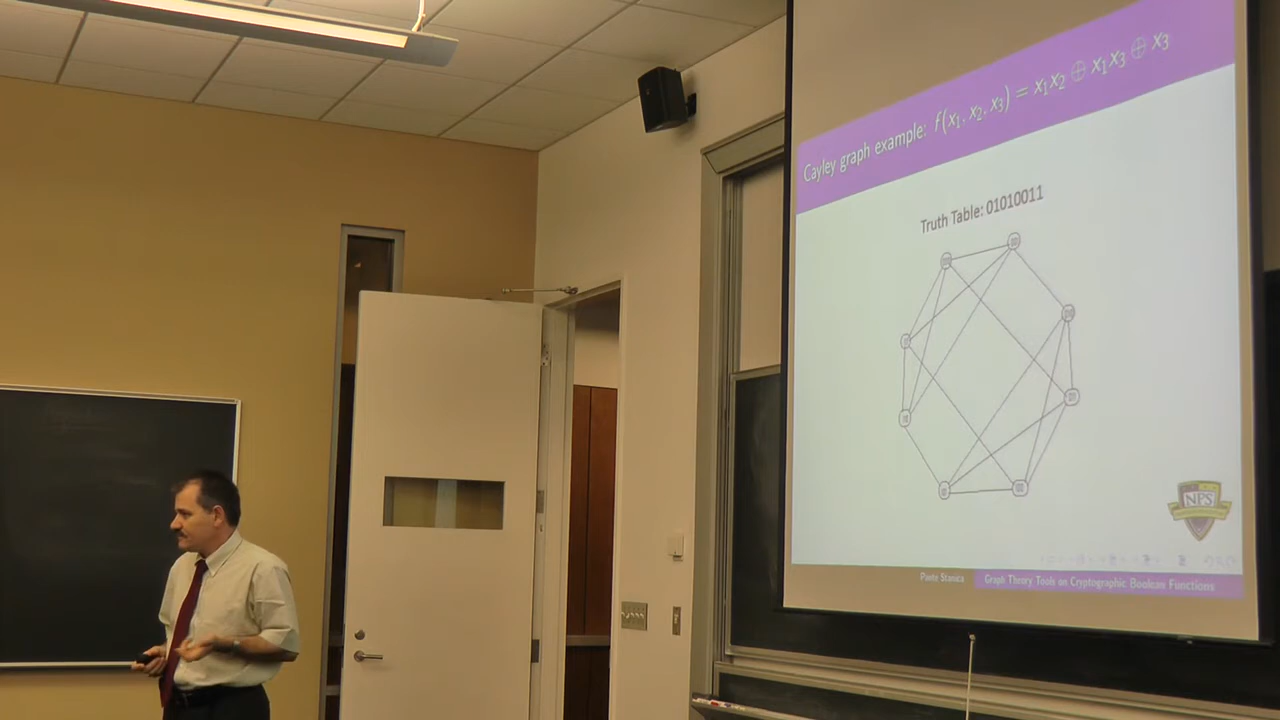 Cayley graph example: f(x₁, x₂, x₃) = x₁x₂ ⊕ x₁x₃ ⊕ x₃
Truth Table: 01010011
NPS
Pante Stanica
Graph Theory Tools on Cryptographic Boolean Functions